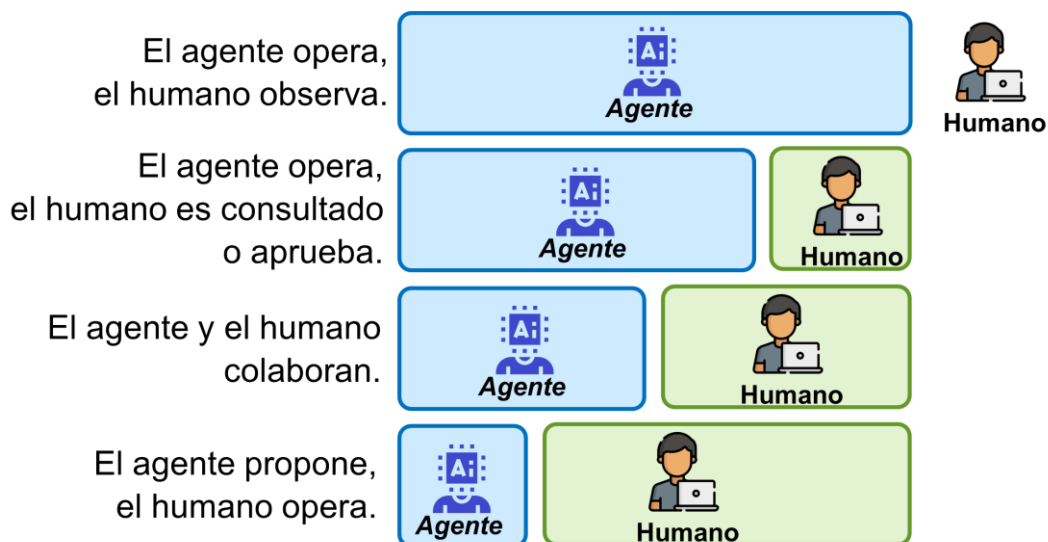 El agente opera,
el humano observa.
Ai
Agente
Humano
El agente opera,
el humano es consultado
o aprueba.
Ai
Agente
Humano
El agente y el humano
colaboran.
Ai
Agente
Humano
El agente propone,
el humano opera.
Ai
Agente
Humano